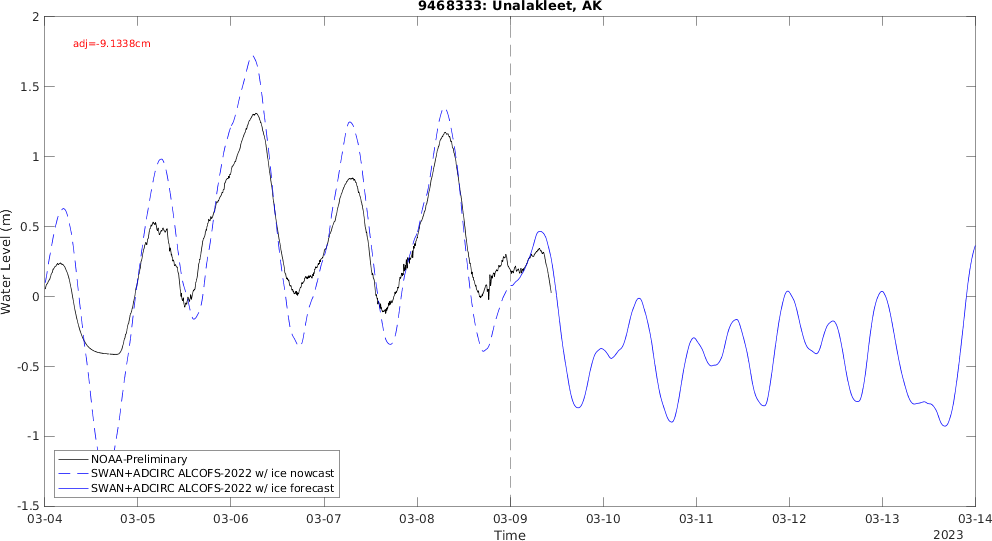 9468333: Unalakleet, AK
adj=-9.1338cm
2
1.5
1
0.5
0
-0.5
-1
-1.5
Water Level (m)
NOAA-Preliminary
SWAN+ADCIRC ALCOFS-2022 w/ ice nowcast
SWAN+ADCIRC ALCOFS-2022 w/ ice forecast
03-04 03-05 03-06 03-07 03-08 03-09 03-10 03-11 03-12 03-13 03-14
Time
2023